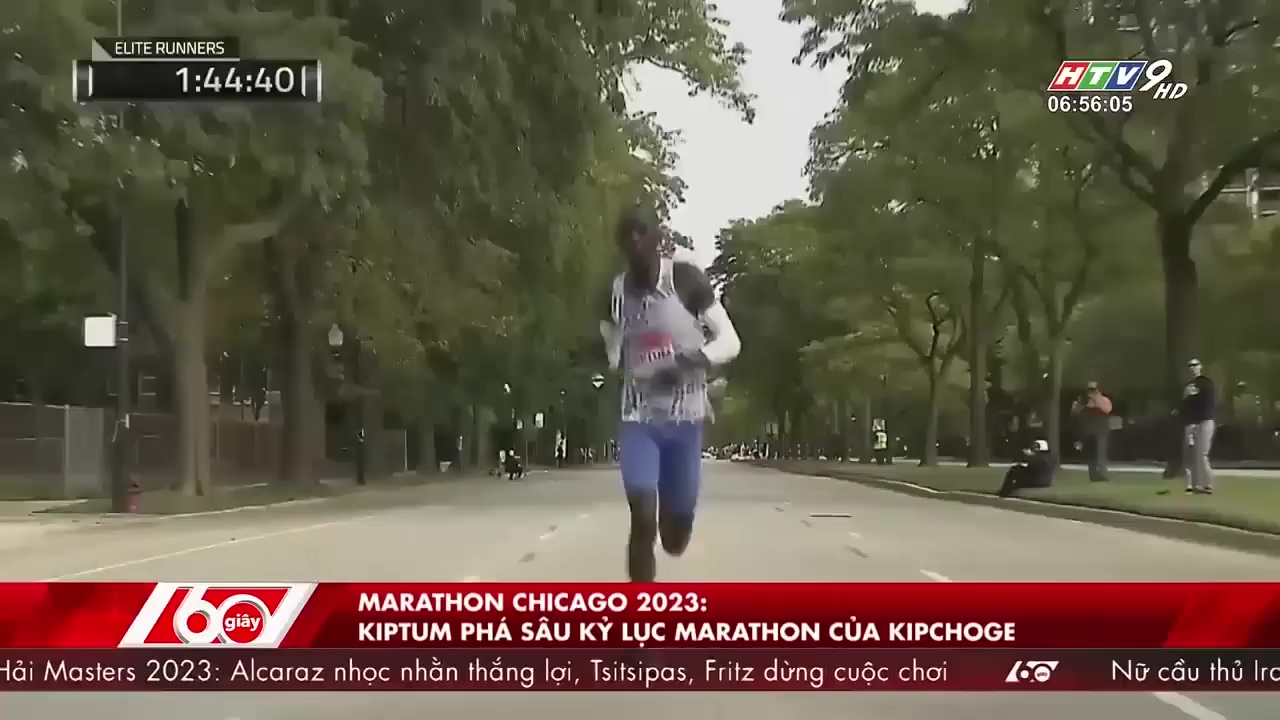 ELITE RUNNERS
1:44:40
HTV9 HD
06:56:05
60 giây
MARATHON CHICAGO 2023:
KIPTUM PHÁ SÂU KỶ LỤC MARATHON CỦA KIPCHOGE
Hải Masters 2023: Alcaraz nhọc nhằn thắng lợi, Tsitsipas, Fritz dừng cuộc chơi 60 Nữ cầu thủ Ira